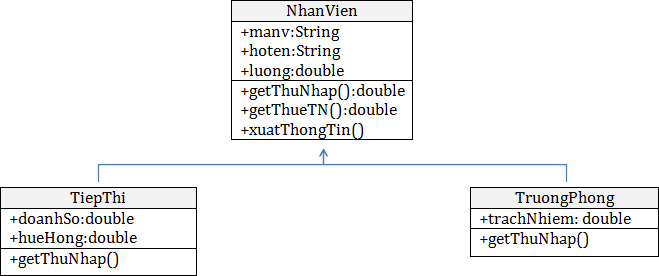 NhanVien
+manv:String
+hoten:String
+luong:double
+getThuNhap():double
+getThueTN():double
+xuatThongTin()
TiepThi
+doanhSo:double
+hueHong:double
+getThuNhap()
TruongPhong
+trachNhiem: double
+getThuNhap()